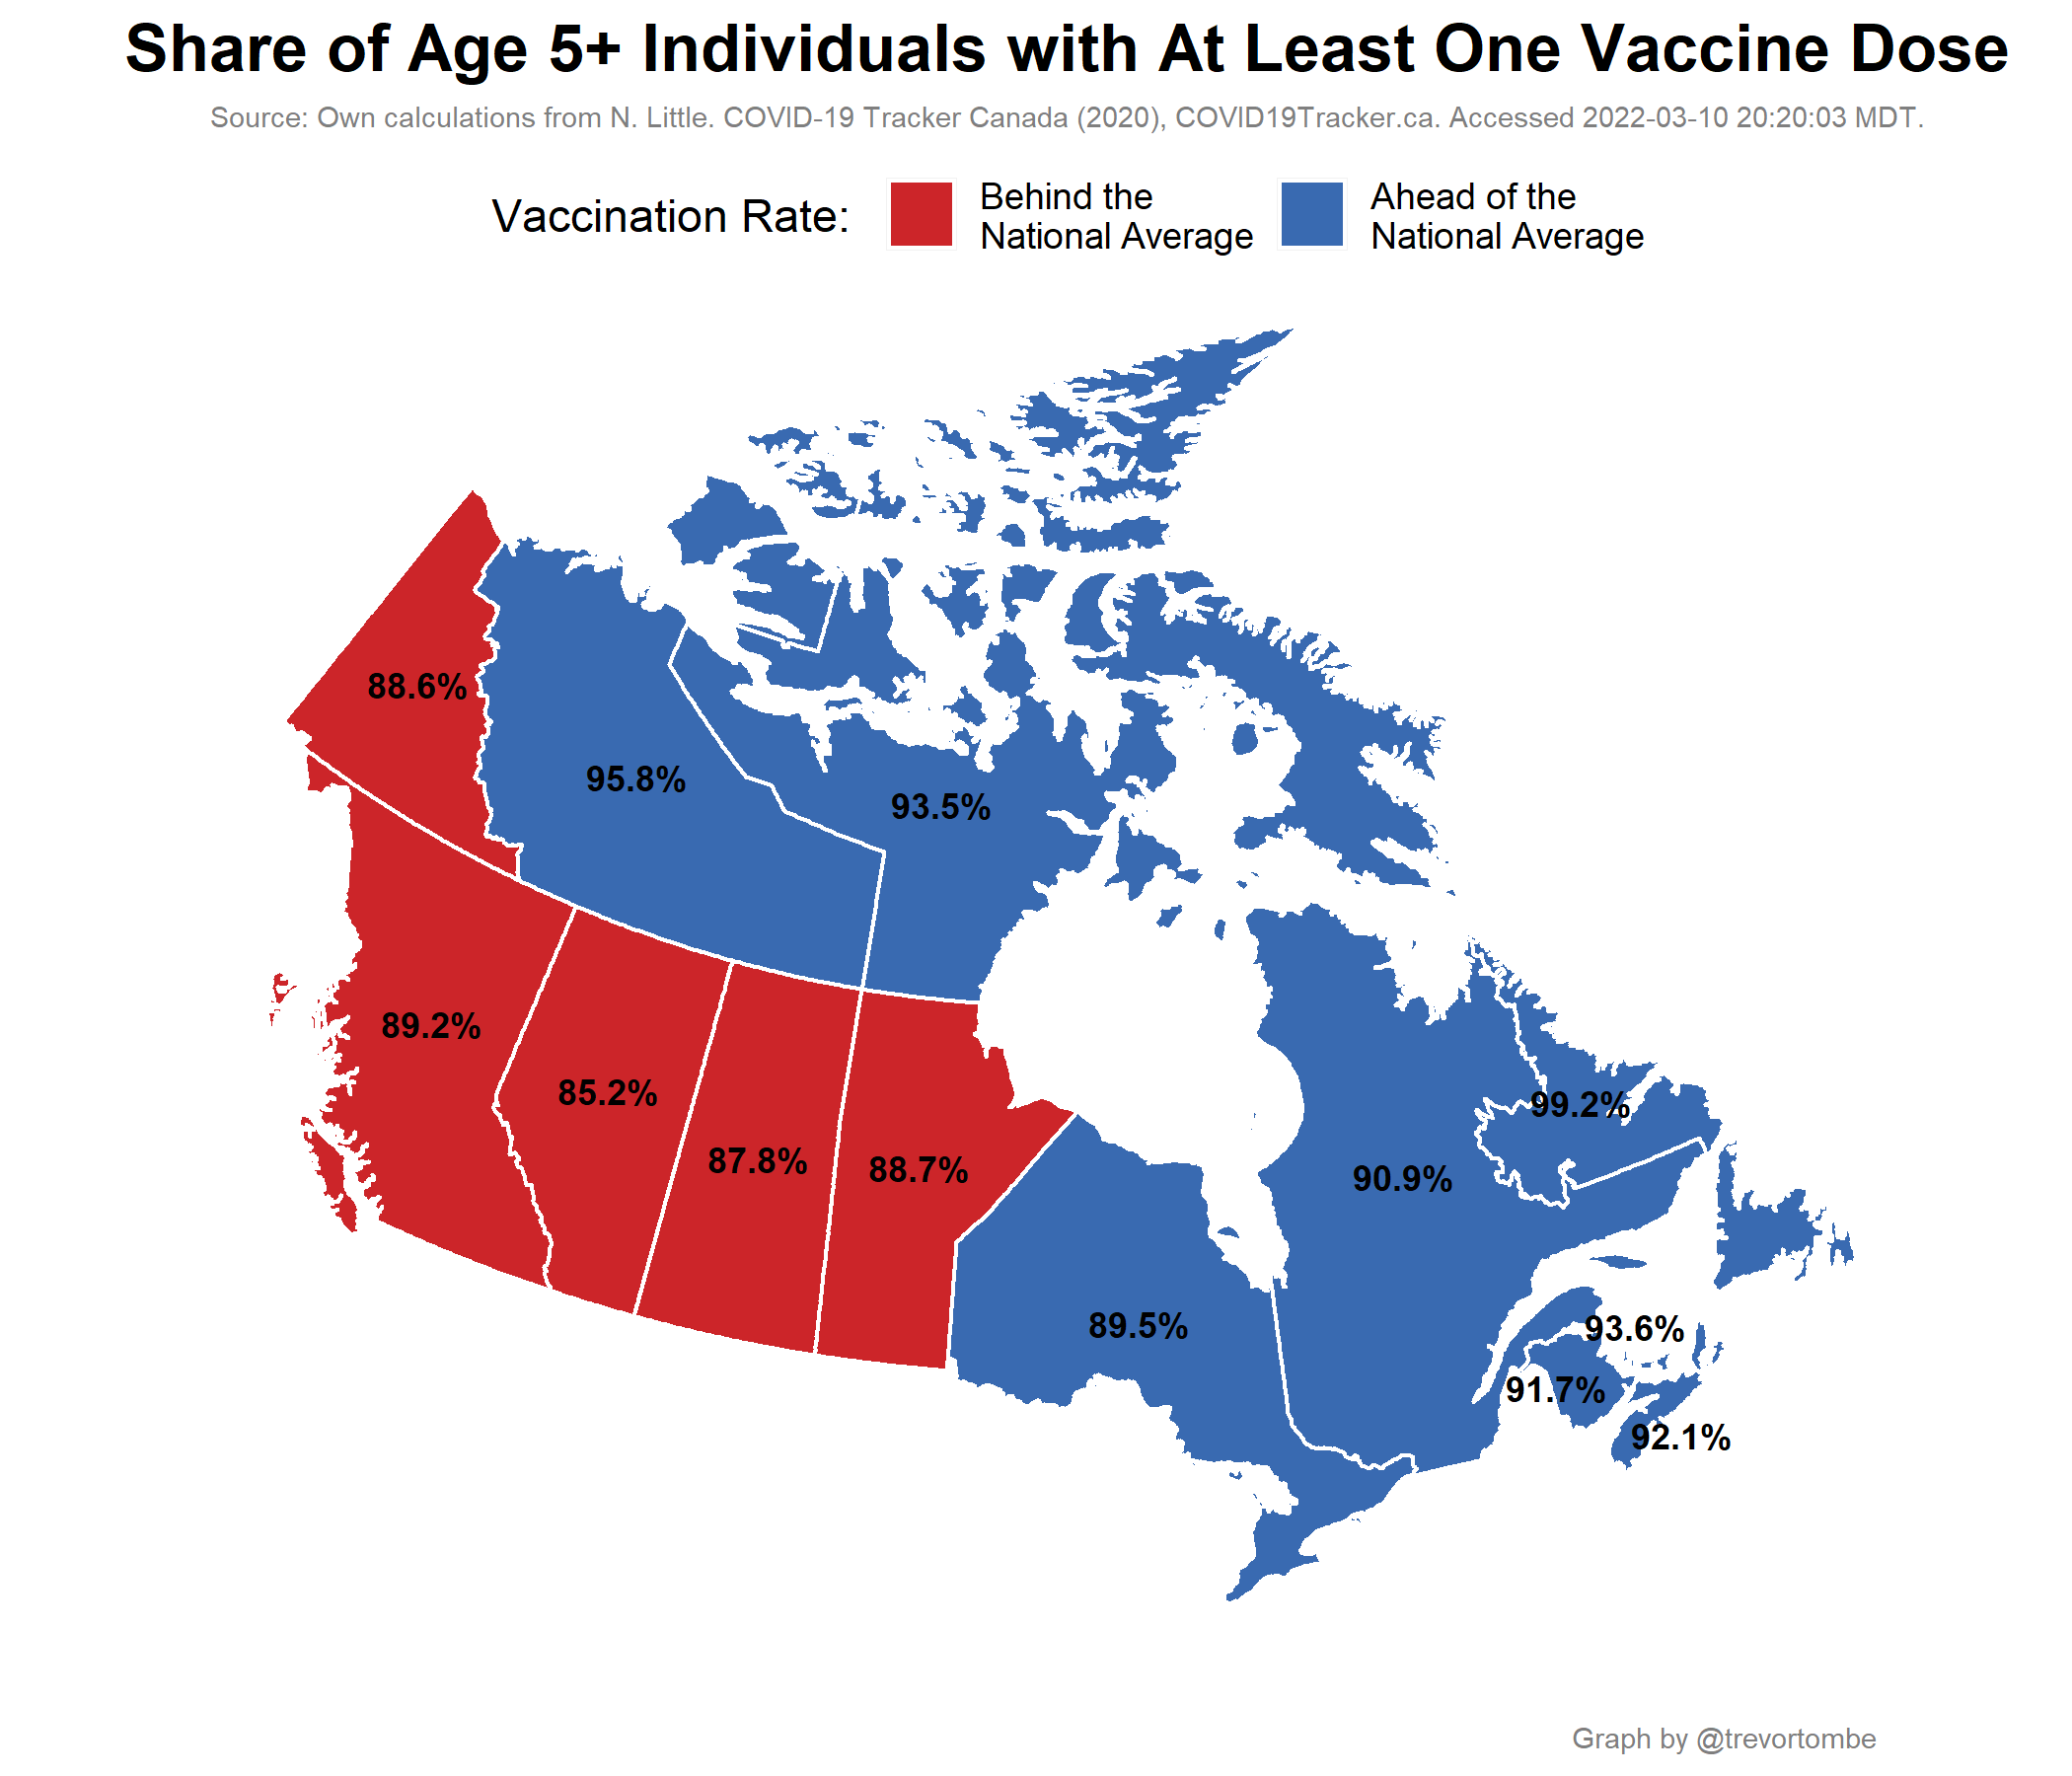 Share of Age 5+ Individuals with At Least One Vaccine Dose
Source: Own calculations from N. Little. COVID-19 Tracker Canada (2020), COVID19Tracker.ca. Accessed 2022-03-10 20:20:03 MDT.
Vaccination Rate:
Behind the
National Average
Ahead of the
National Average
88.6%
95.8%
93.5%
89.2%
85.2%
87.8%
88.7%
99.2%
90.9%
89.5%
93.6%
91.7%
92.1%
Graph by @trevortombe